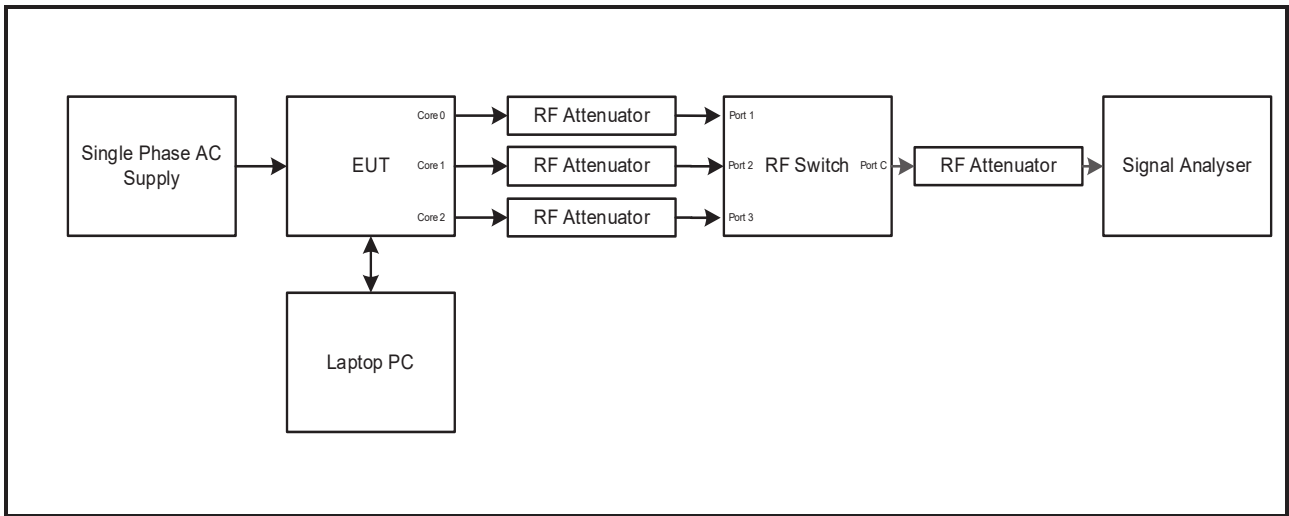 Single Phase AC
Supply
EUT
Core 0
Core 1
Core 2
RF Attenuator
RF Attenuator
RF Attenuator
Port 1
Port 2
Port 3
RF Switch
Port C
RF Attenuator
Signal Analyser
Laptop PC